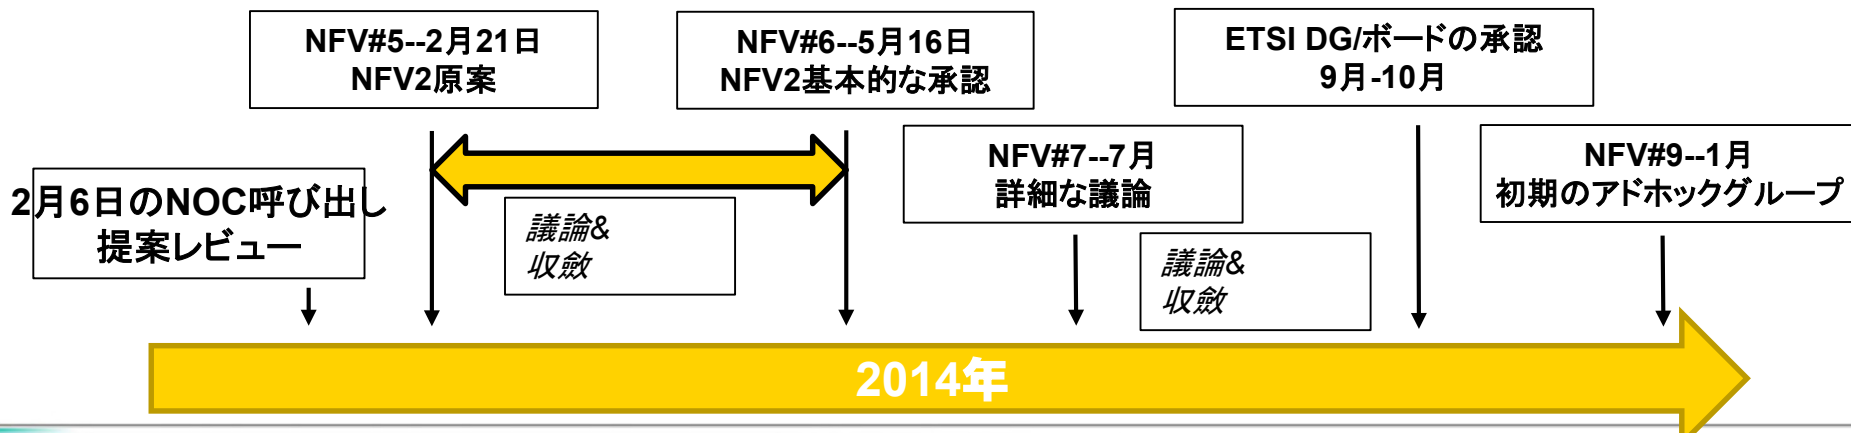 NFV#5--2月21日
NFV2原案
NFV#6--5月16日
NFV2基本的な承認
ETSI DG/ボードの承認
9月-10月
2月6日のNOC呼び出し
提案レビュー
議論&
収斂
NFV#7--7月
詳細な議論
議論&
収斂
NFV#9--1月
初期のアドホックグループ
2014年